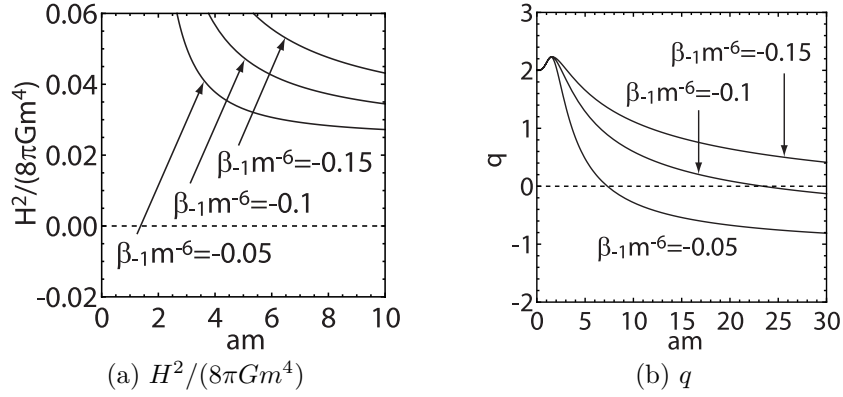 0.06
0.04
0.02
0.00
-0.02
H²/(8πGm⁴)
β₋₁m⁻⁶=-0.15
β₋₁m⁻⁶=-0.1
β₋₁m⁻⁶=-0.05
0 2 4 6 8 10
am
(a) H²/(8πGm⁴)
3
2
1
0
-1
-2
q
β₋₁m⁻⁶=-0.15
β₋₁m⁻⁶=-0.1
β₋₁m⁻⁶=-0.05
0 5 10 15 20 25 30
am
(b) q